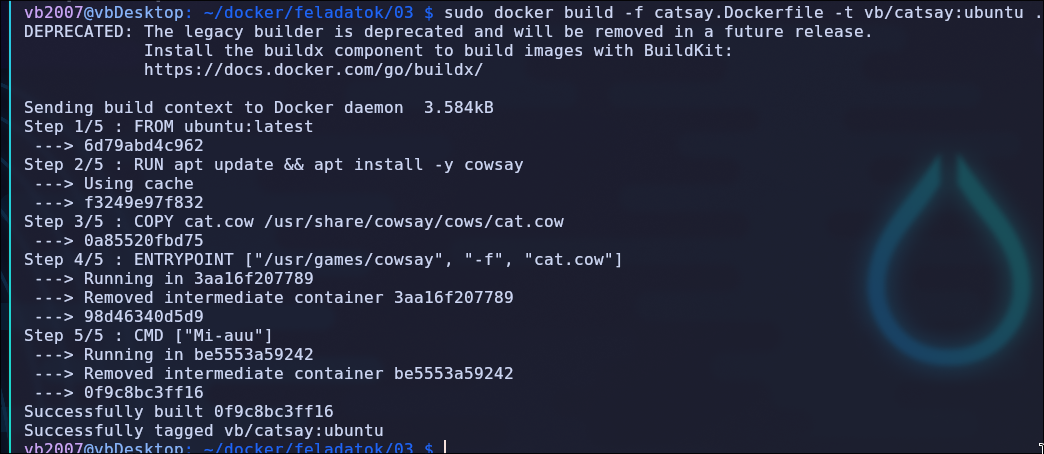 vb2007@vbDesktop: ~/docker/feladatok/03 $ sudo docker build -f catsay.Dockerfile -t vb/catsay:ubuntu .
DEPRECATED: The legacy builder is deprecated and will be removed in a future release.
            Install the buildx component to build images with BuildKit:
            https://docs.docker.com/go/buildx/

Sending build context to Docker daemon  3.584kB
Step 1/5 : FROM ubuntu:latest
 ---> 6d79abd4c962
Step 2/5 : RUN apt update && apt install -y cowsay
 ---> Using cache
 ---> f3249e97f832
Step 3/5 : COPY cat.cow /usr/share/cowsay/cows/cat.cow
 ---> 0a85520fbd75
Step 4/5 : ENTRYPOINT ["/usr/games/cowsay", "-f", "cat.cow"]
 ---> Running in 3aa16f207789
 ---> Removed intermediate container 3aa16f207789
 ---> 98d46340d5d9
Step 5/5 : CMD ["Mi-auu"]
 ---> Running in be5553a59242
 ---> Removed intermediate container be5553a59242
 ---> 0f9c8bc3ff16
Successfully built 0f9c8bc3ff16
Successfully tagged vb/catsay:ubuntu
vb2007@vbDesktop: ~/docker/feladatok/03 $